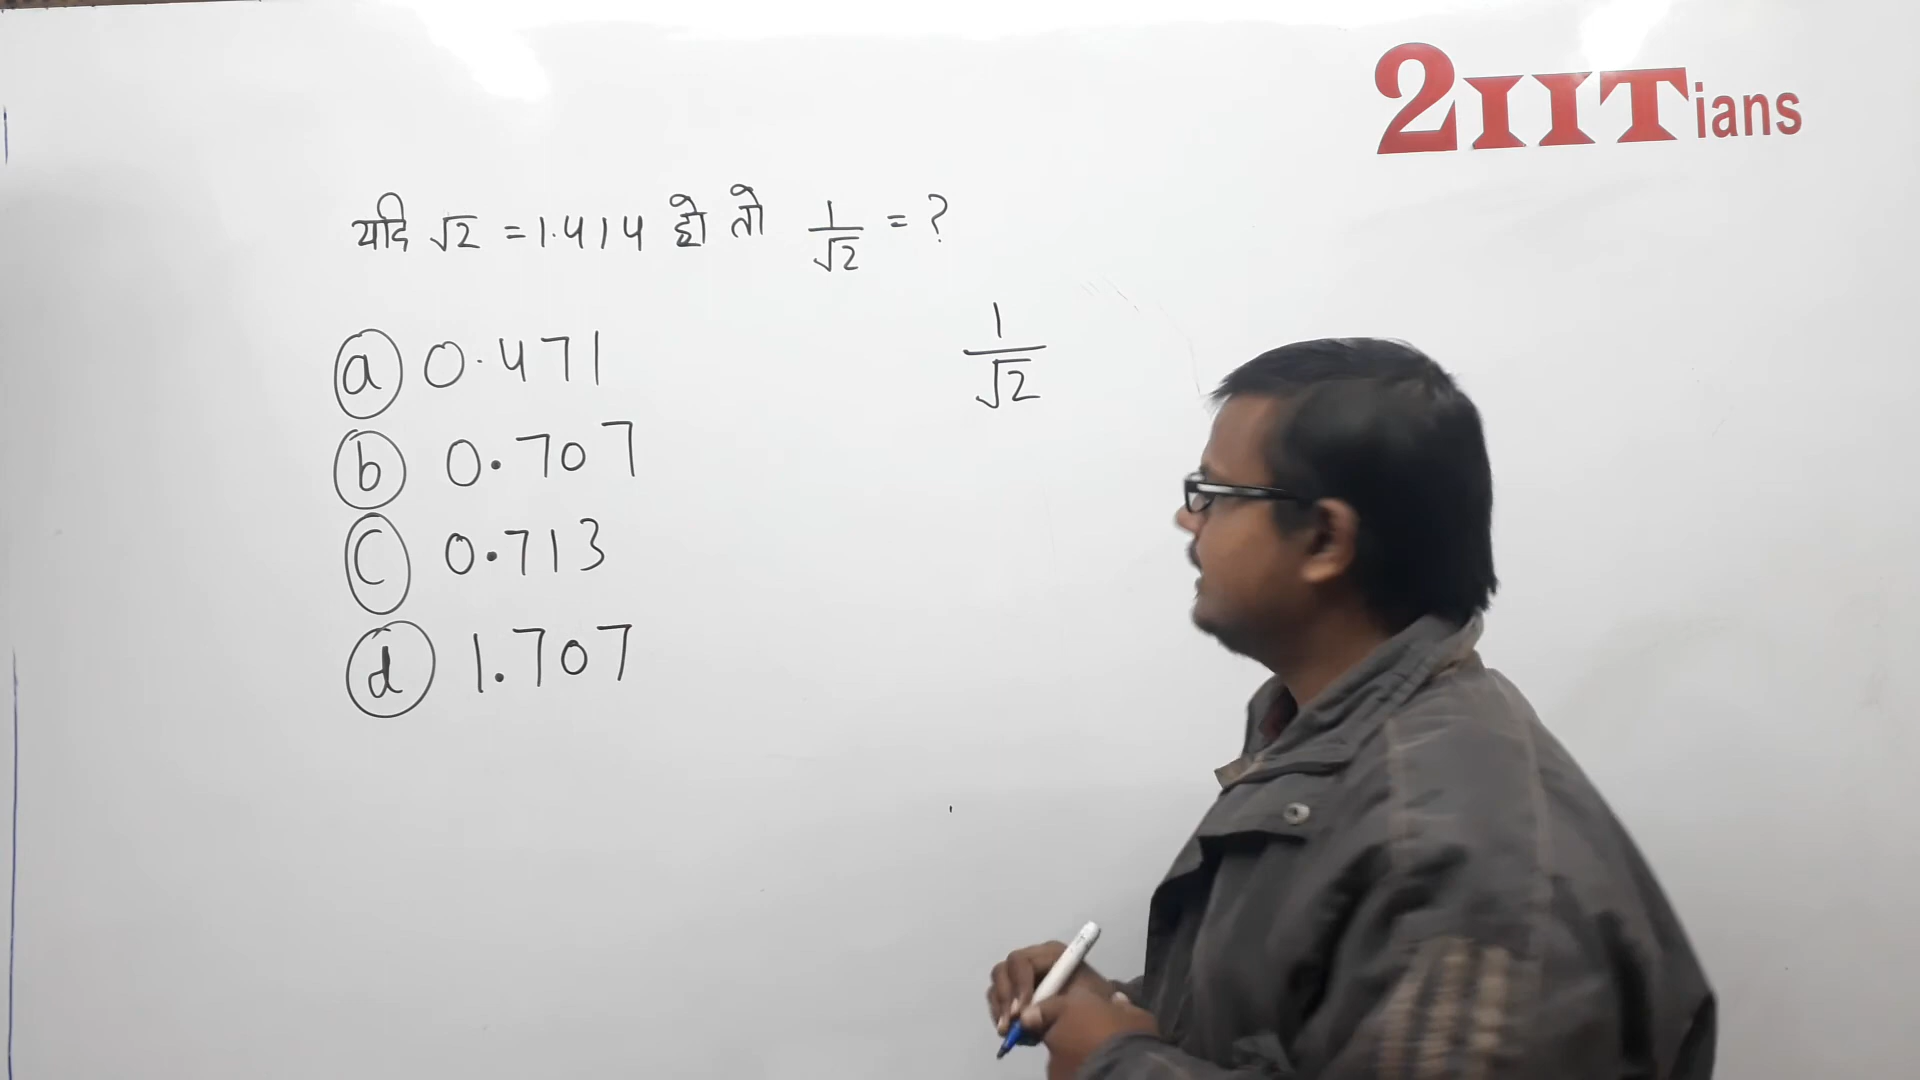 2IITians
यदि √2 = 1.414 हो तो 1/√2 = ?
a 0.471
b 0.707
c 0.713
d 1.707
1/√2